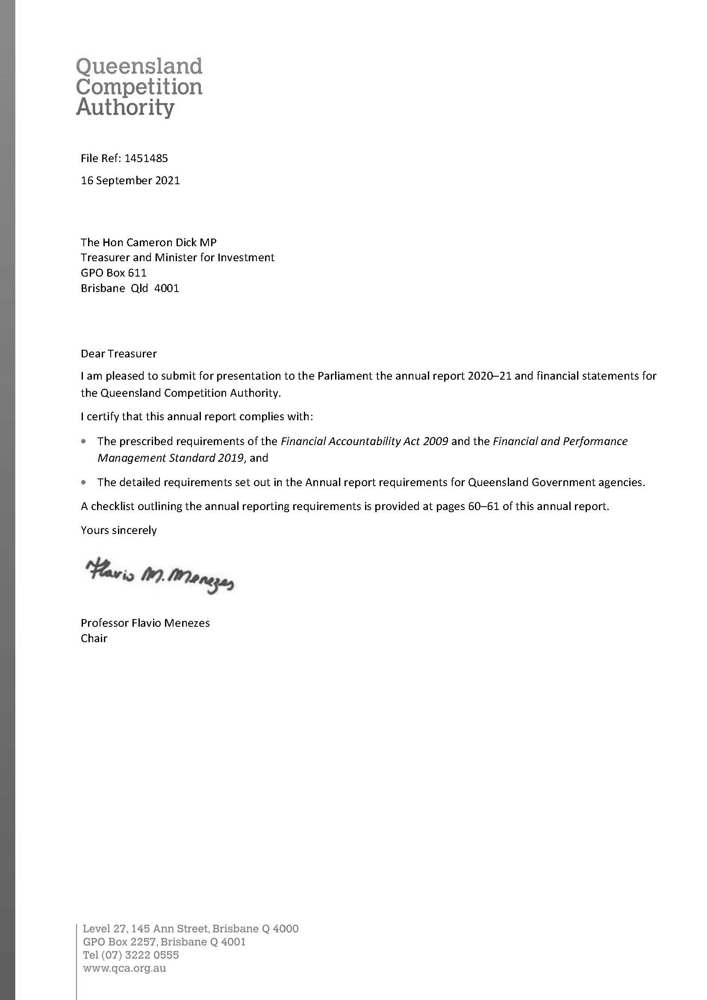 Queensland
Competition
Authority
File Ref: 1451485
16 September 2021
The Hon Cameron Dick MP
Treasurer and Minister for Investment
GPO Box 611
Brisbane  Qld  4001
Dear Treasurer
I am pleased to submit for presentation to the Parliament the annual report 2020–21 and financial statements for
the Queensland Competition Authority.
I certify that this annual report complies with:
• The prescribed requirements of the Financial Accountability Act 2009 and the Financial and Performance
Management Standard 2019, and
• The detailed requirements set out in the Annual report requirements for Queensland Government agencies.
A checklist outlining the annual reporting requirements is provided at pages 60–61 of this annual report.
Yours sincerely
Flavio M. Menezes
Professor Flavio Menezes
Chair
Level 27, 145 Ann Street, Brisbane Q 4000
GPO Box 2257, Brisbane Q 4001
Tel (07) 3222 0555
www.qca.org.au